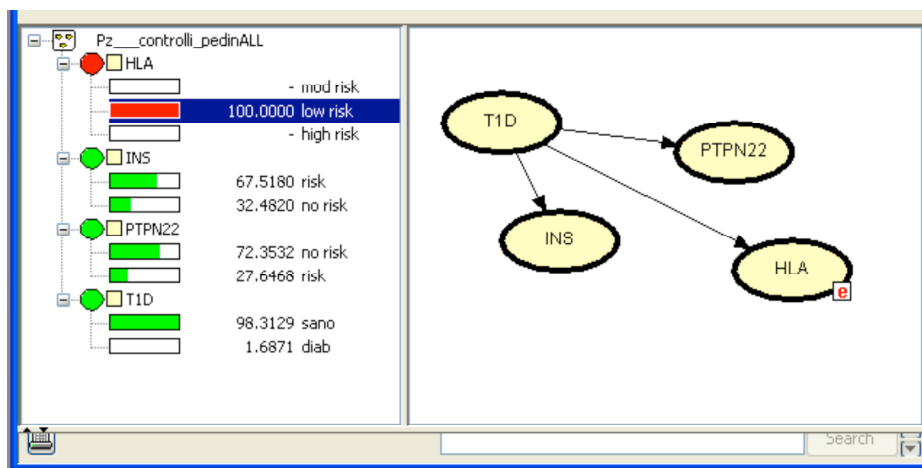 Pz___controlli_pedinALL
HLA
- mod risk
100.0000 low risk
- high risk
INS
67.5180 risk
32.4820 no risk
PTPN22
72.3532 no risk
27.6468 risk
T1D
98.3129 sano
1.6871 diab
T1D
PTPN22
INS
HLA
e
Search